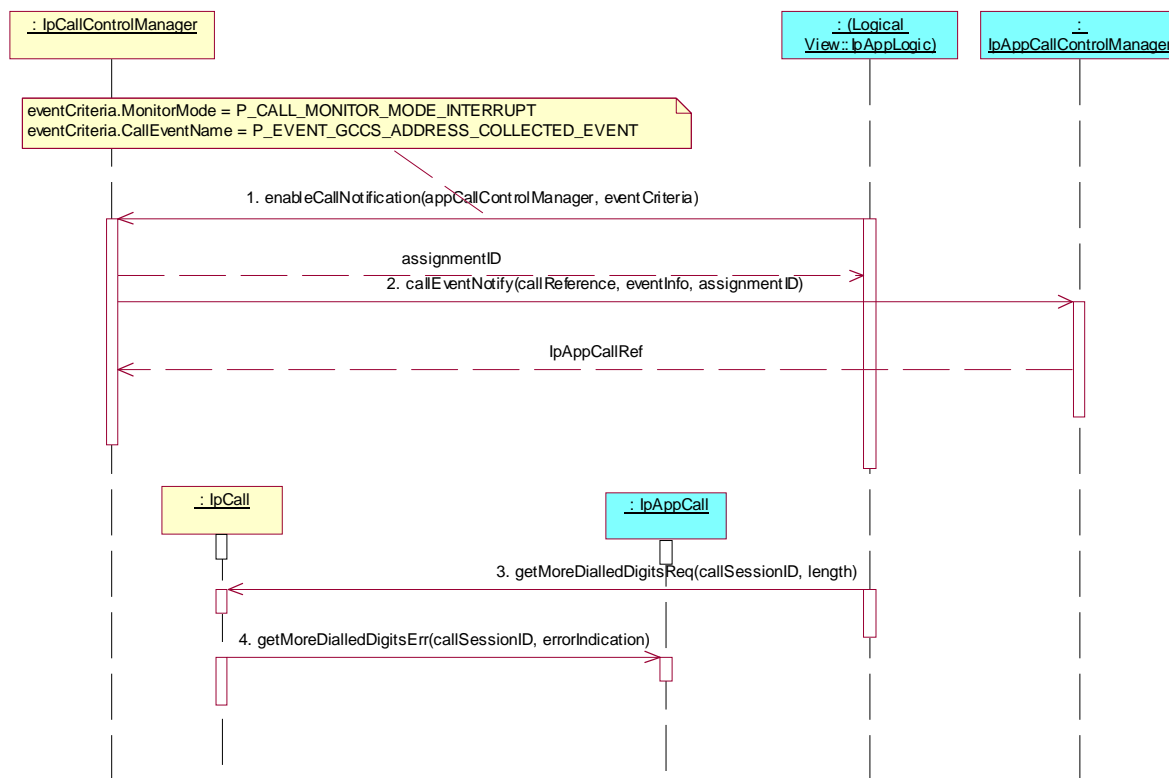 : IpCallControlManager
: (Logical
View::IpAppLogic)
:
IpAppCallControlManager
eventCriteria.MonitorMode = P_CALL_MONITOR_MODE_INTERRUPT
eventCriteria.CallEventName = P_EVENT_GCCS_ADDRESS_COLLECTED_EVENT
1. enableCallNotification(appCallControlManager, eventCriteria)
assignmentID
2. callEventNotify(callReference, eventInfo, assignmentID)
IpAppCallRef
: IpCall
: IpAppCall
3. getMoreDialledDigitsReq(callSessionID, length)
4. getMoreDialledDigitsErr(callSessionID, errorIndication)